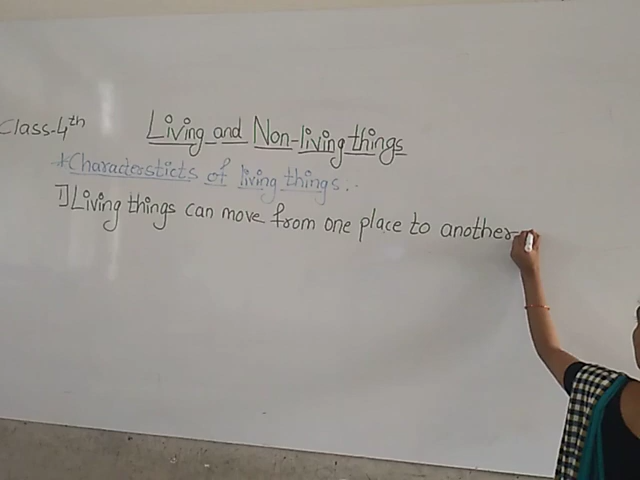 Class-4th
Living and Non-living things
*Charactersticts of living things:-
1) Living things can move from one place to another